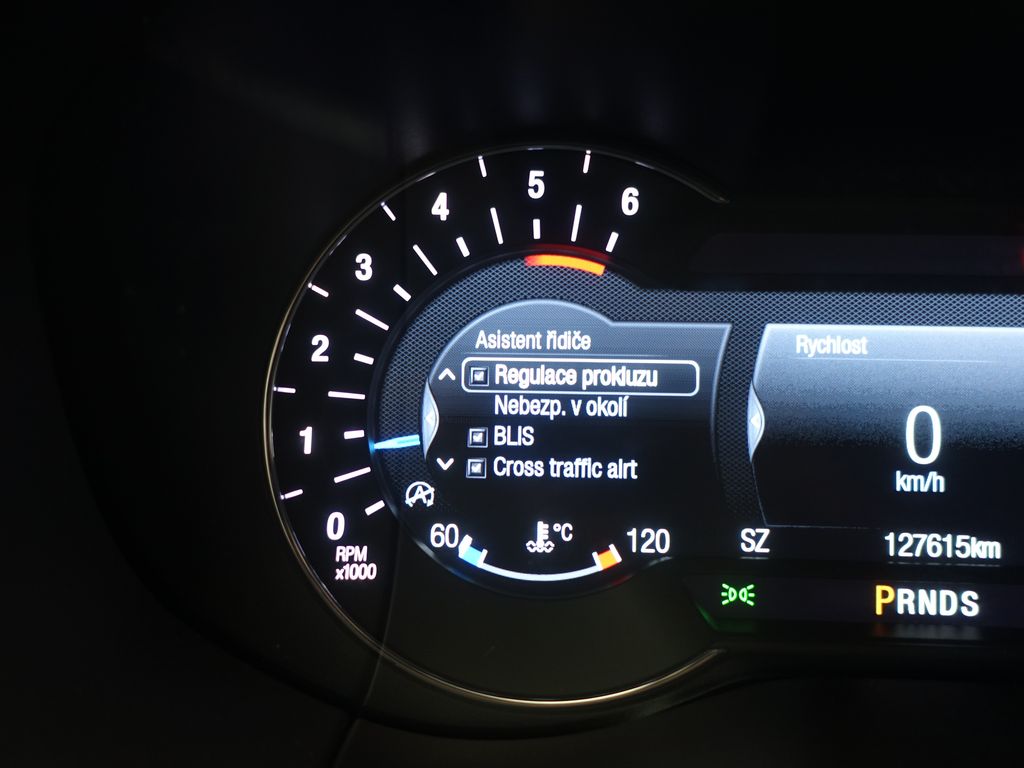 6
5
4
3
2
1
0
RPM
x1000
Asistent řidiče
Regulace prokluzu
Nebezp. v okolí
BLIS
Cross traffic alrt
60
°C
120
Rychlost
0
km/h
SZ
127615km
PRNDS